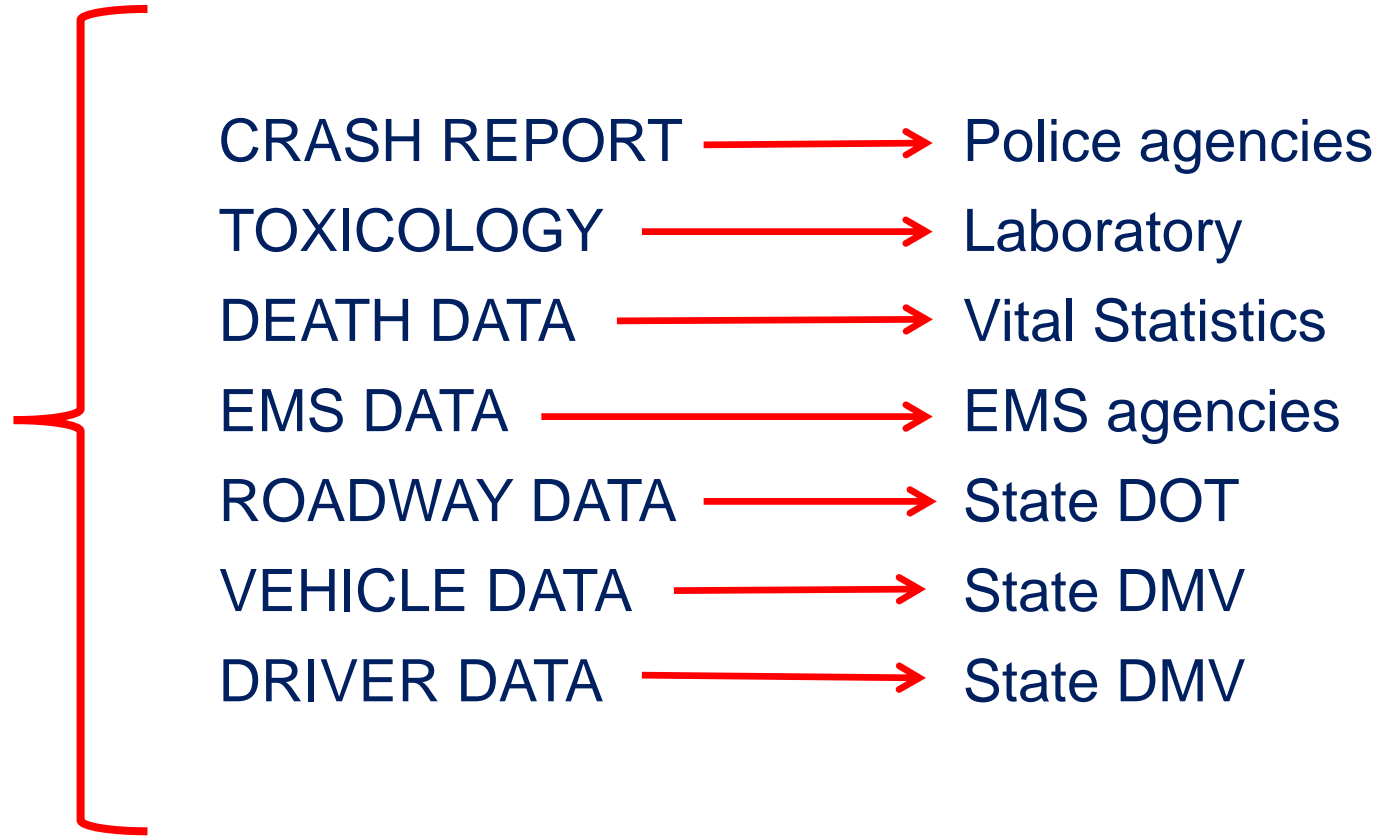 CRASH REPORT Police agencies
TOXICOLOGY Laboratory
DEATH DATA Vital Statistics
EMS DATA EMS agencies
ROADWAY DATA State DOT
VEHICLE DATA State DMV
DRIVER DATA State DMV